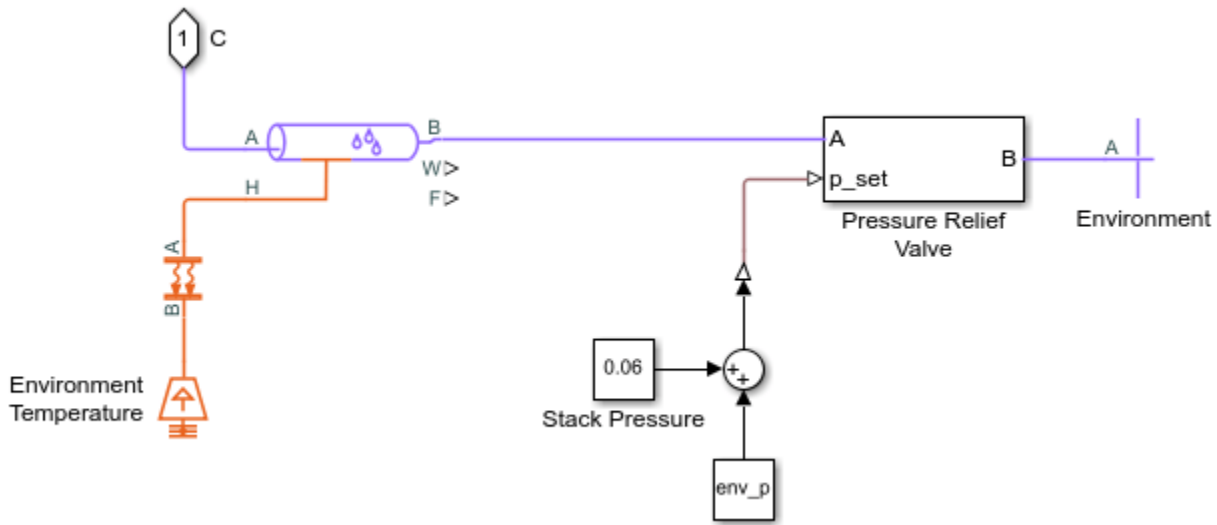 1 C
A
B
W
F
H
A
B
Environment
Temperature
A
p_set
B
Pressure Relief
Valve
A
Environment
0.06
Stack Pressure
+
+
env_p